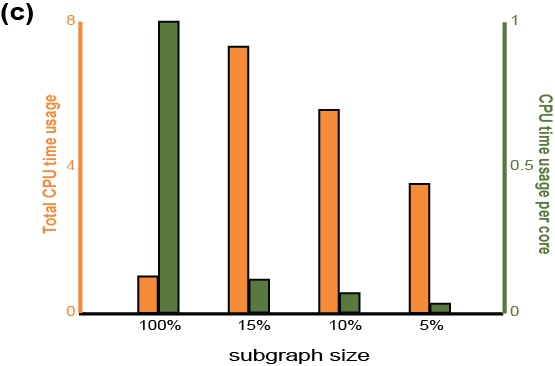 (c)
8
4
0
Total CPU time usage
1
0.5
0
CPU time usage per core
100% 15% 10% 5%
subgraph size